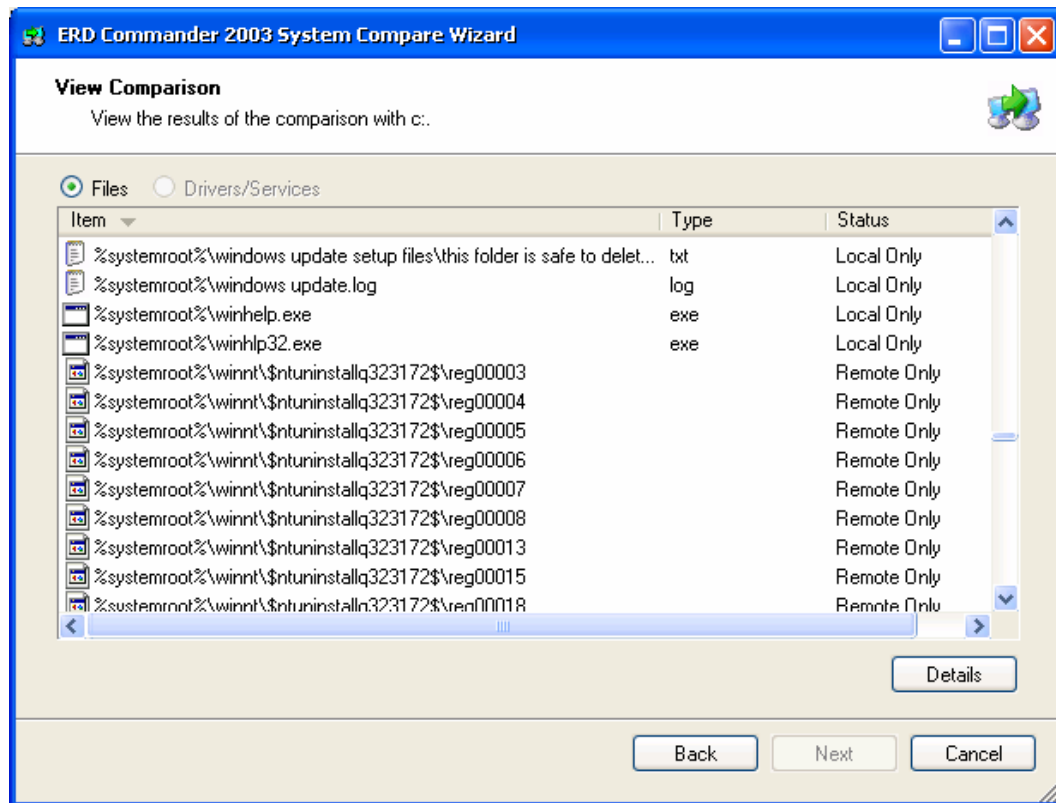 ERD Commander 2003 System Compare Wizard
View Comparison
View the results of the comparison with c:.
Files Drivers/Services
Item Type Status
%systemroot%\windows update setup files\this folder is safe to delet... txt Local Only
%systemroot%\windows update.log log Local Only
%systemroot%\winhelp.exe exe Local Only
%systemroot%\winhlp32.exe exe Local Only
%systemroot%\winnt\$ntuninstallq323172$\reg00003 Remote Only
%systemroot%\winnt\$ntuninstallq323172$\reg00004 Remote Only
%systemroot%\winnt\$ntuninstallq323172$\reg00005 Remote Only
%systemroot%\winnt\$ntuninstallq323172$\reg00006 Remote Only
%systemroot%\winnt\$ntuninstallq323172$\reg00007 Remote Only
%systemroot%\winnt\$ntuninstallq323172$\reg00008 Remote Only
%systemroot%\winnt\$ntuninstallq323172$\reg00013 Remote Only
%systemroot%\winnt\$ntuninstallq323172$\reg00015 Remote Only
%systemroot%\winnt\$ntuninstallq323172$\reg00018 Remote Only
Details
Back Next Cancel